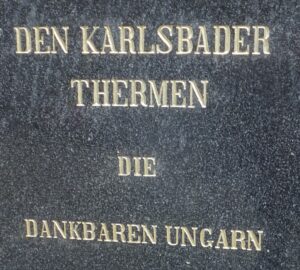 DEN KARLSBADER
THERMEN
DIE
DANKBAREN UNGARN